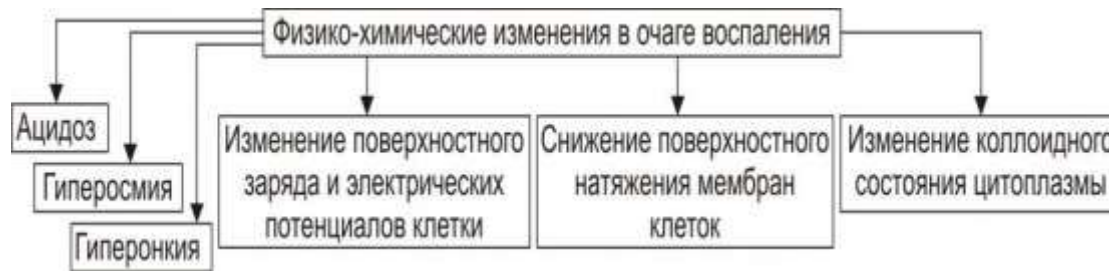 Физико-химические изменения в очаге воспаления
Ацидоз
Гиперосмия
Гиперонкия
Изменение поверхностного
заряда и электрических
потенциалов клетки
Снижение поверхностного
натяжения мембран
клеток
Изменение коллоидного
состояния цитоплазмы